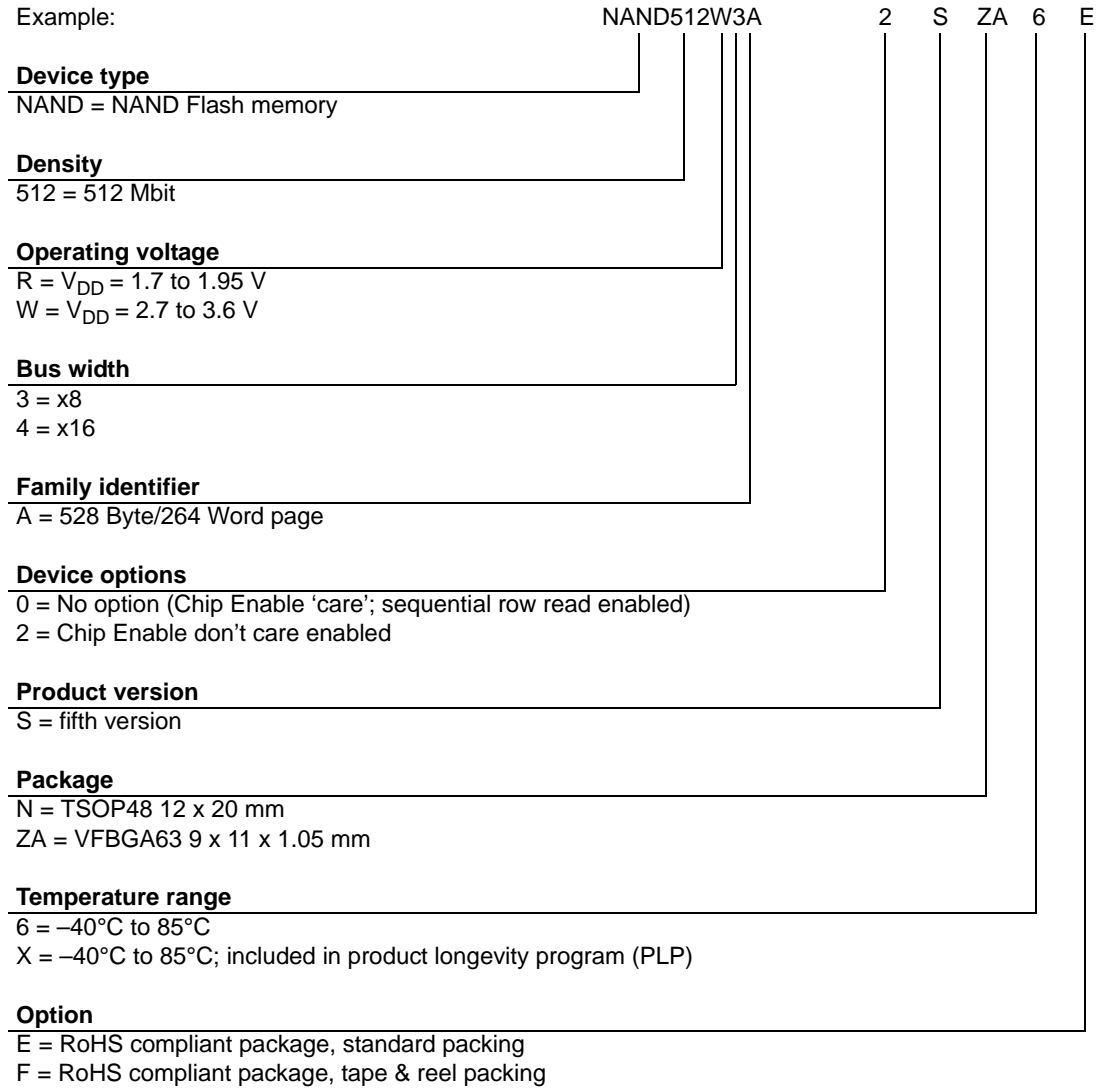 Example: NAND512W3A 2 S ZA 6 E
Device type
NAND = NAND Flash memory
Density
512 = 512 Mbit
Operating voltage
R = VDD = 1.7 to 1.95 V
W = VDD = 2.7 to 3.6 V
Bus width
3 = x8
4 = x16
Family identifier
A = 528 Byte/264 Word page
Device options
0 = No option (Chip Enable ‘care’; sequential row read enabled)
2 = Chip Enable don't care enabled
Product version
S = fifth version
Package
N = TSOP48 12 x 20 mm
ZA = VFBGA63 9 x 11 x 1.05 mm
Temperature range
6 = –40°C to 85°C
X = –40°C to 85°C; included in product longevity program (PLP)
Option
E = RoHS compliant package, standard packing
F = RoHS compliant package, tape & reel packing